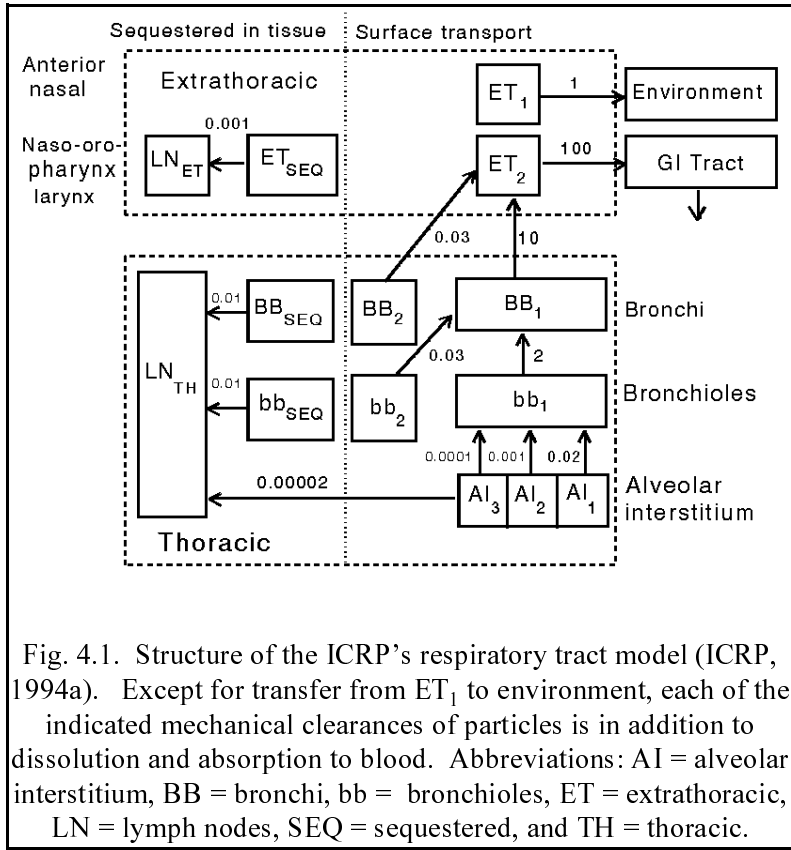 Sequestered in tissue
Surface transport
Anterior
nasal
Extrathoracic
ET1
1
Environment
Naso-oro-
pharynx
larynx
LNET
0.001
ETSEQ
ET2
100
GI Tract
0.03
10
LNTH
0.01
BBSEQ
BB2
BB1
Bronchi
0.03
2
0.01
bbSEQ
bb2
bb1
Bronchioles
0.0001
0.001
0.02
0.00002
AI3
AI2
AI1
Alveolar
interstitium
Thoracic
Fig. 4.1. Structure of the ICRP's respiratory tract model (ICRP,
1994a). Except for transfer from ET1 to environment, each of the
indicated mechanical clearances of particles is in addition to
dissolution and absorption to blood. Abbreviations: AI = alveolar
interstitium, BB = bronchi, bb = bronchioles, ET = extrathoracic,
LN = lymph nodes, SEQ = sequestered, and TH = thoracic.